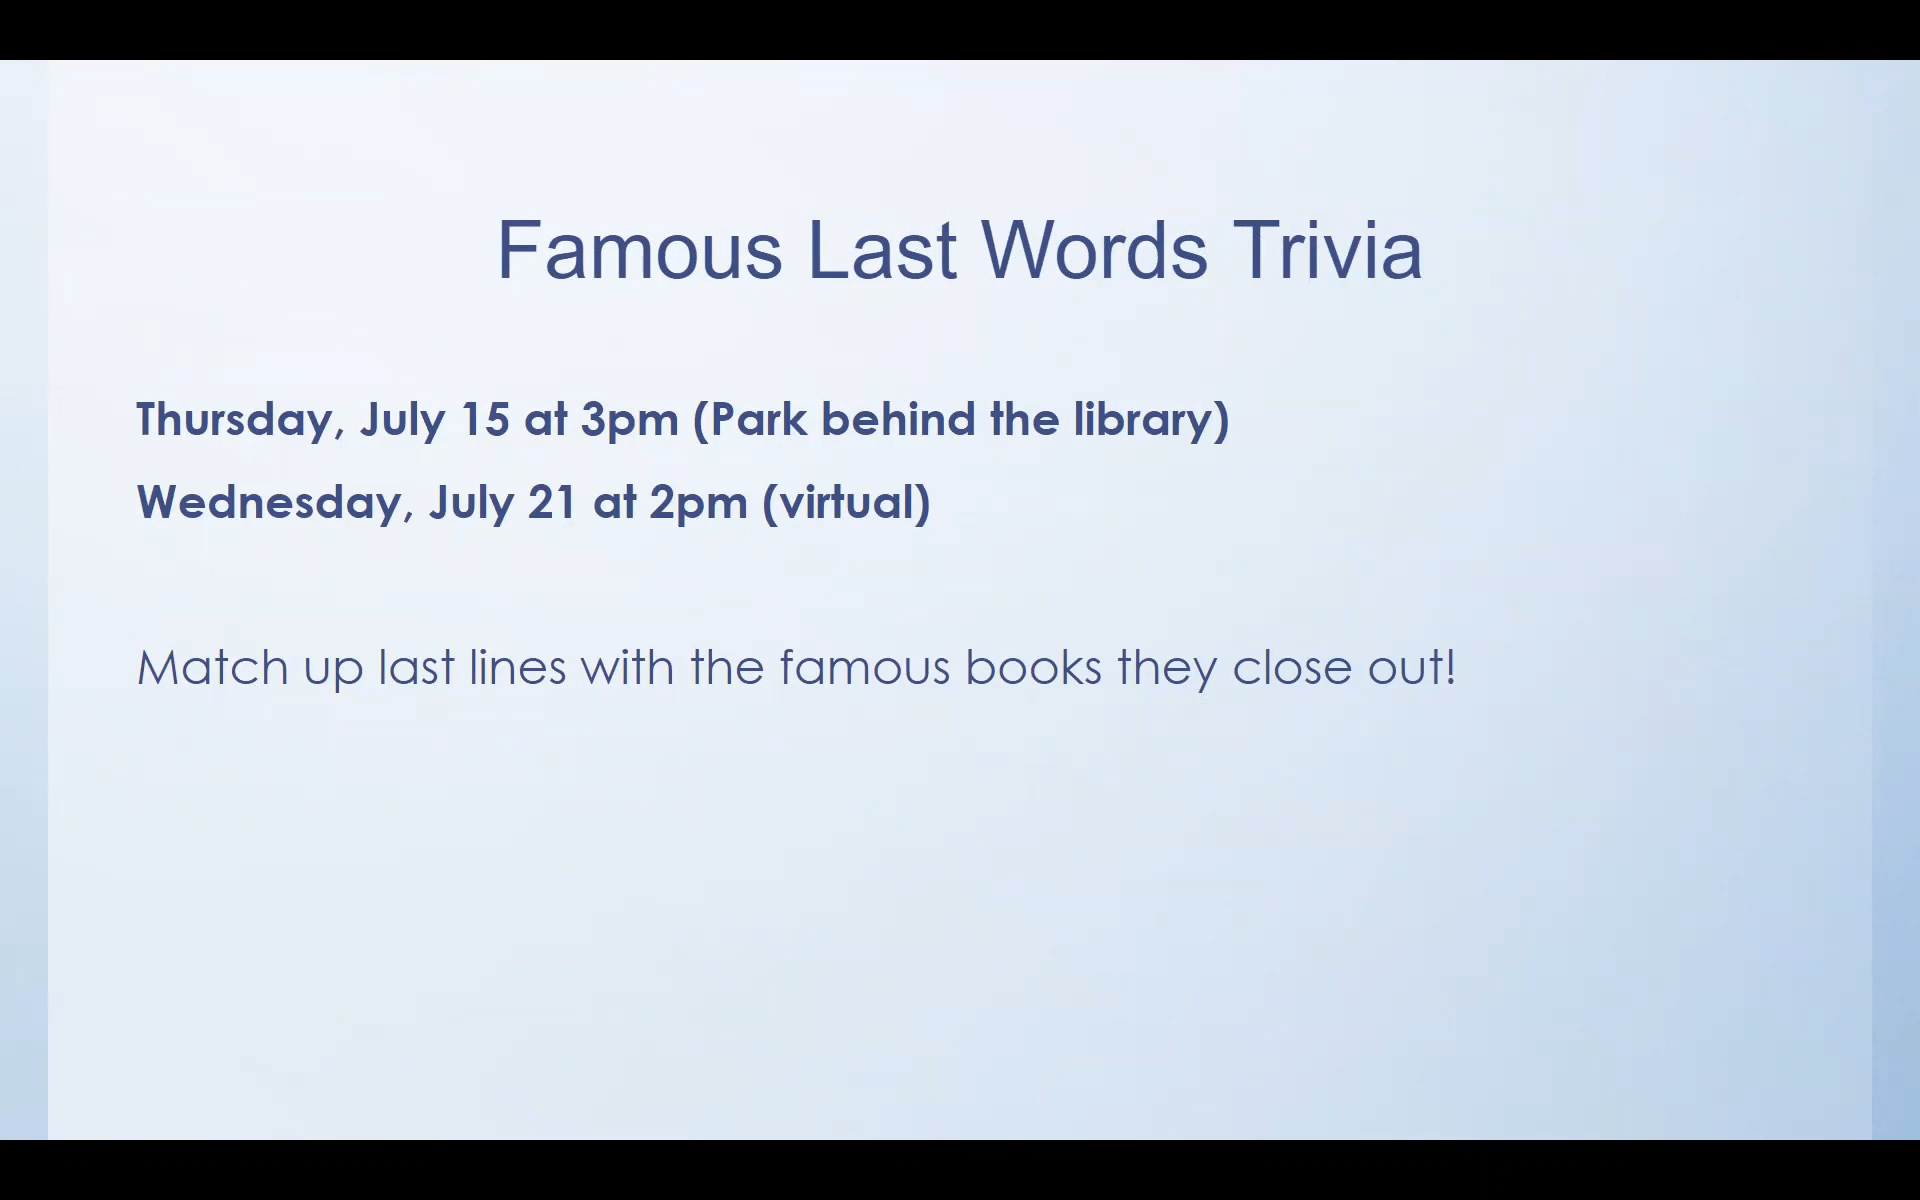 Famous Last Words Trivia
Thursday, July 15 at 3pm (Park behind the library)
Wednesday, July 21 at 2pm (virtual)
Match up last lines with the famous books they close out!